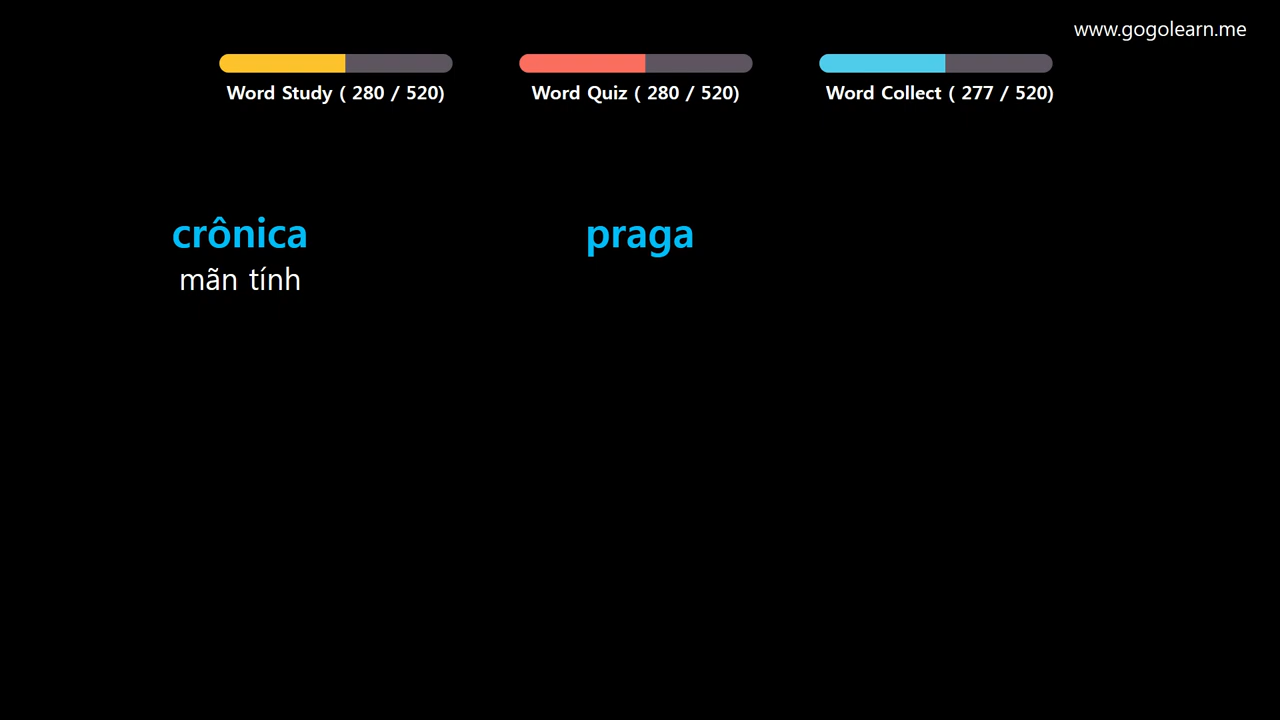 www.gogolearn.me
Word Study ( 280 / 520)
Word Quiz ( 280 / 520)
Word Collect ( 277 / 520)
crônica
mãn tính
praga